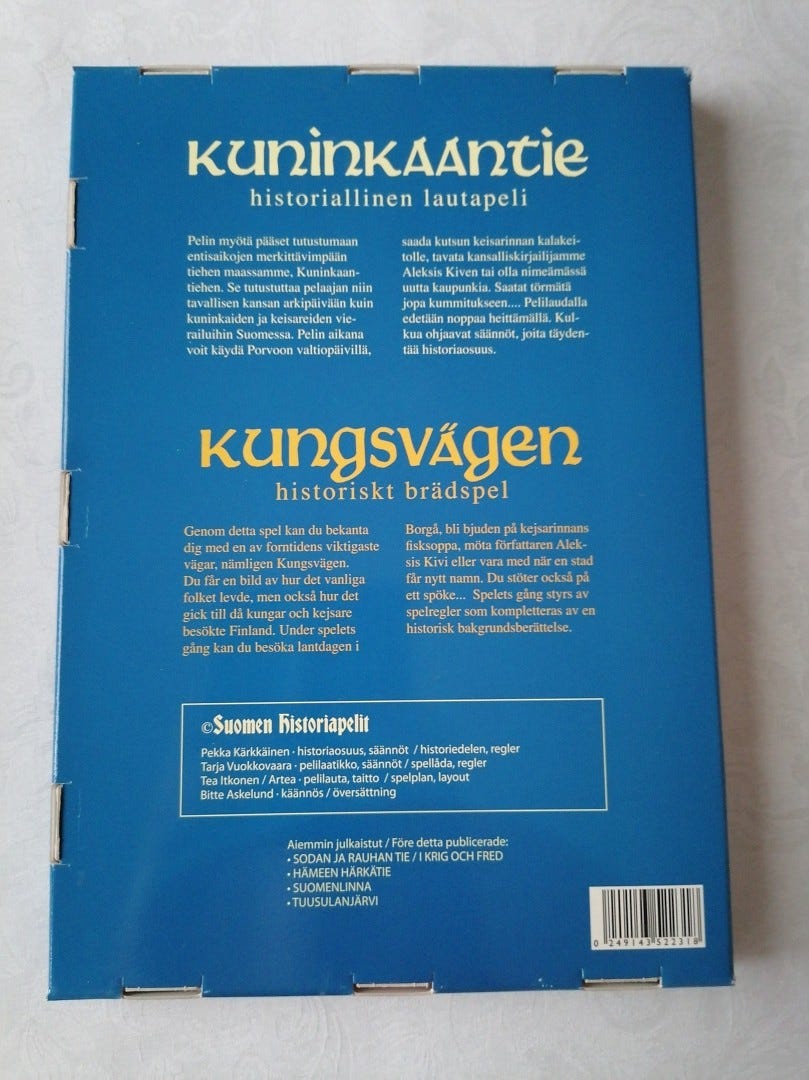 KUNINKAANTIE
historiallinen lautapeli
Pelin myötä pääset tutustumaan
entisaikojen merkittävimpään
tiehen maassamme, Kuninkaan-
tiehen. Se tutustuttaa pelaajan niin
tavallisen kansan arkipäivään kuin
kuninkaiden ja keisareiden vie-
railuihin Suomessa. Pelin aikana
voit käydä Porvoon valtiopäivillä,
saada kutsun keisarinnan kalakei-
tolle, tavata kansalliskirjailijamme
Aleksis Kiven tai olla nimeämässä
uutta kaupunkia. Saatat törmätä
jopa kummitukseen.... Pelilaudalla
edetään noppaa heittämällä. Kul-
kua ohjaavat säännöt, joita täyden-
tää historiaosuus.
KUNGSVÄGEN
historiskt brädspel
Genom detta spel kan du bekanta
dig med en av forntidens viktigaste
vägar, nämligen Kungsvägen.
Du får en bild av hur det vanliga
folket levde, men också hur det
gick till då kungar och kejsare
besökte Finland. Under spelets
gång kan du besöka lantdagen i
Borgå, bli bjuden på kejsarinnans
fisksoppa, möta författaren Alek-
sis Kivi eller vara med när en stad
får nytt namn. Du stöter också på
ett spöke... Spelets gång styrs av
spelregler som kompletteras av en
historisk bakgrundsberättelse.
©Suomen Historiapelit
Pekka Kärkkäinen · historiaosuus, säännöt / historiedelen, regler
Tarja Vuokkovaara · pelilaatikko, säännöt / spellåda, regler
Tea Itkonen / Artea · pelilauta, taitto / spelplan, layout
Bitte Askelund · käännös / översättning
Aiemmin julkaistut / Före detta publicerade:
• SODAN JA RAUHAN TIE / I KRIG OCH FRED
• HÄMEEN HÄRKÄTIE
• SUOMENLINNA
• TUUSULANJÄRVI
0 249143 522318